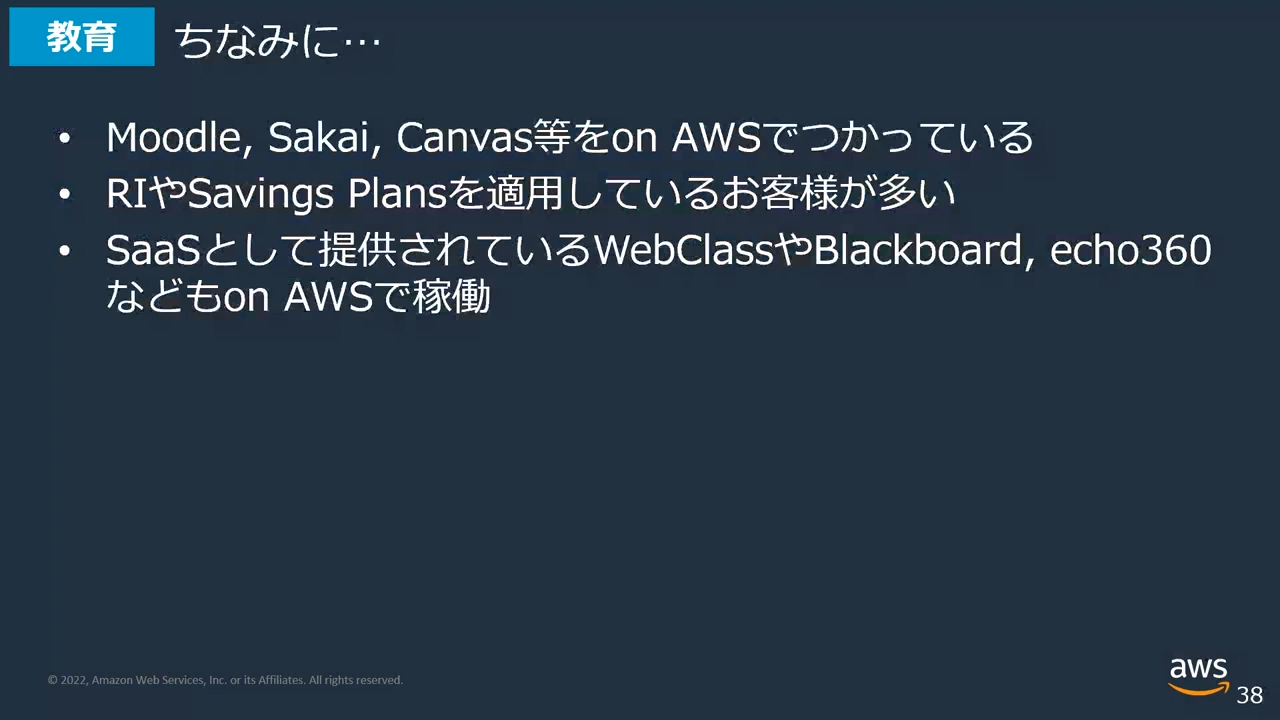 教育
ちなみに…
• Moodle, Sakai, Canvas等をon AWSでつかっている
• RIやSavings Plansを適用しているお客様が多い
• SaaSとして提供されているWebClassやBlackboard, echo360
などもon AWSで稼働
© 2022, Amazon Web Services, Inc. or its Affiliates. All rights reserved.
aws
38